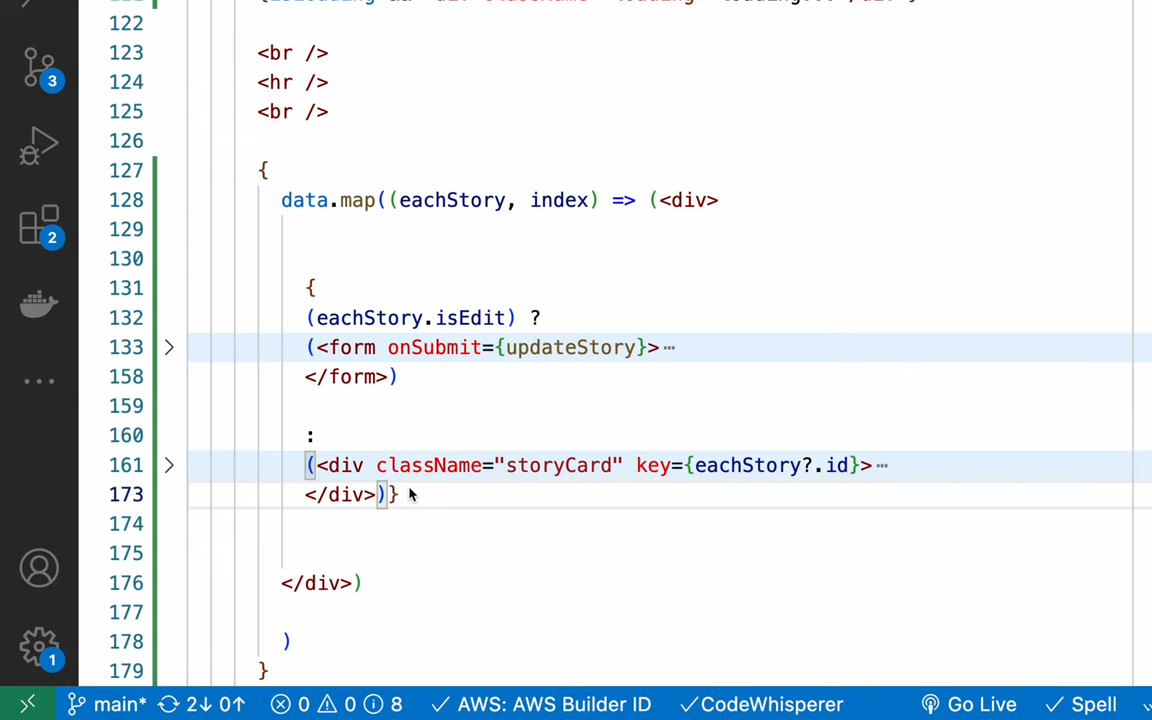 122
123 <br />
124 <hr />
125 <br />
126
127 {
128 data.map((eachStory, index) => (<div>
129
130
131 {
132 (eachStory.isEdit) ?
133 (<form onSubmit={updateStory}>⋯
158 </form>)
159
160 :
161 (<div className="storyCard" key={eachStory?.id}>⋯
173 </div>)}
174
175
176 </div>)
177
178 )
179 }
3
2
1
main* 2↓ 0↑ 0 0 8 AWS: AWS Builder ID CodeWhisperer Go Live Spell